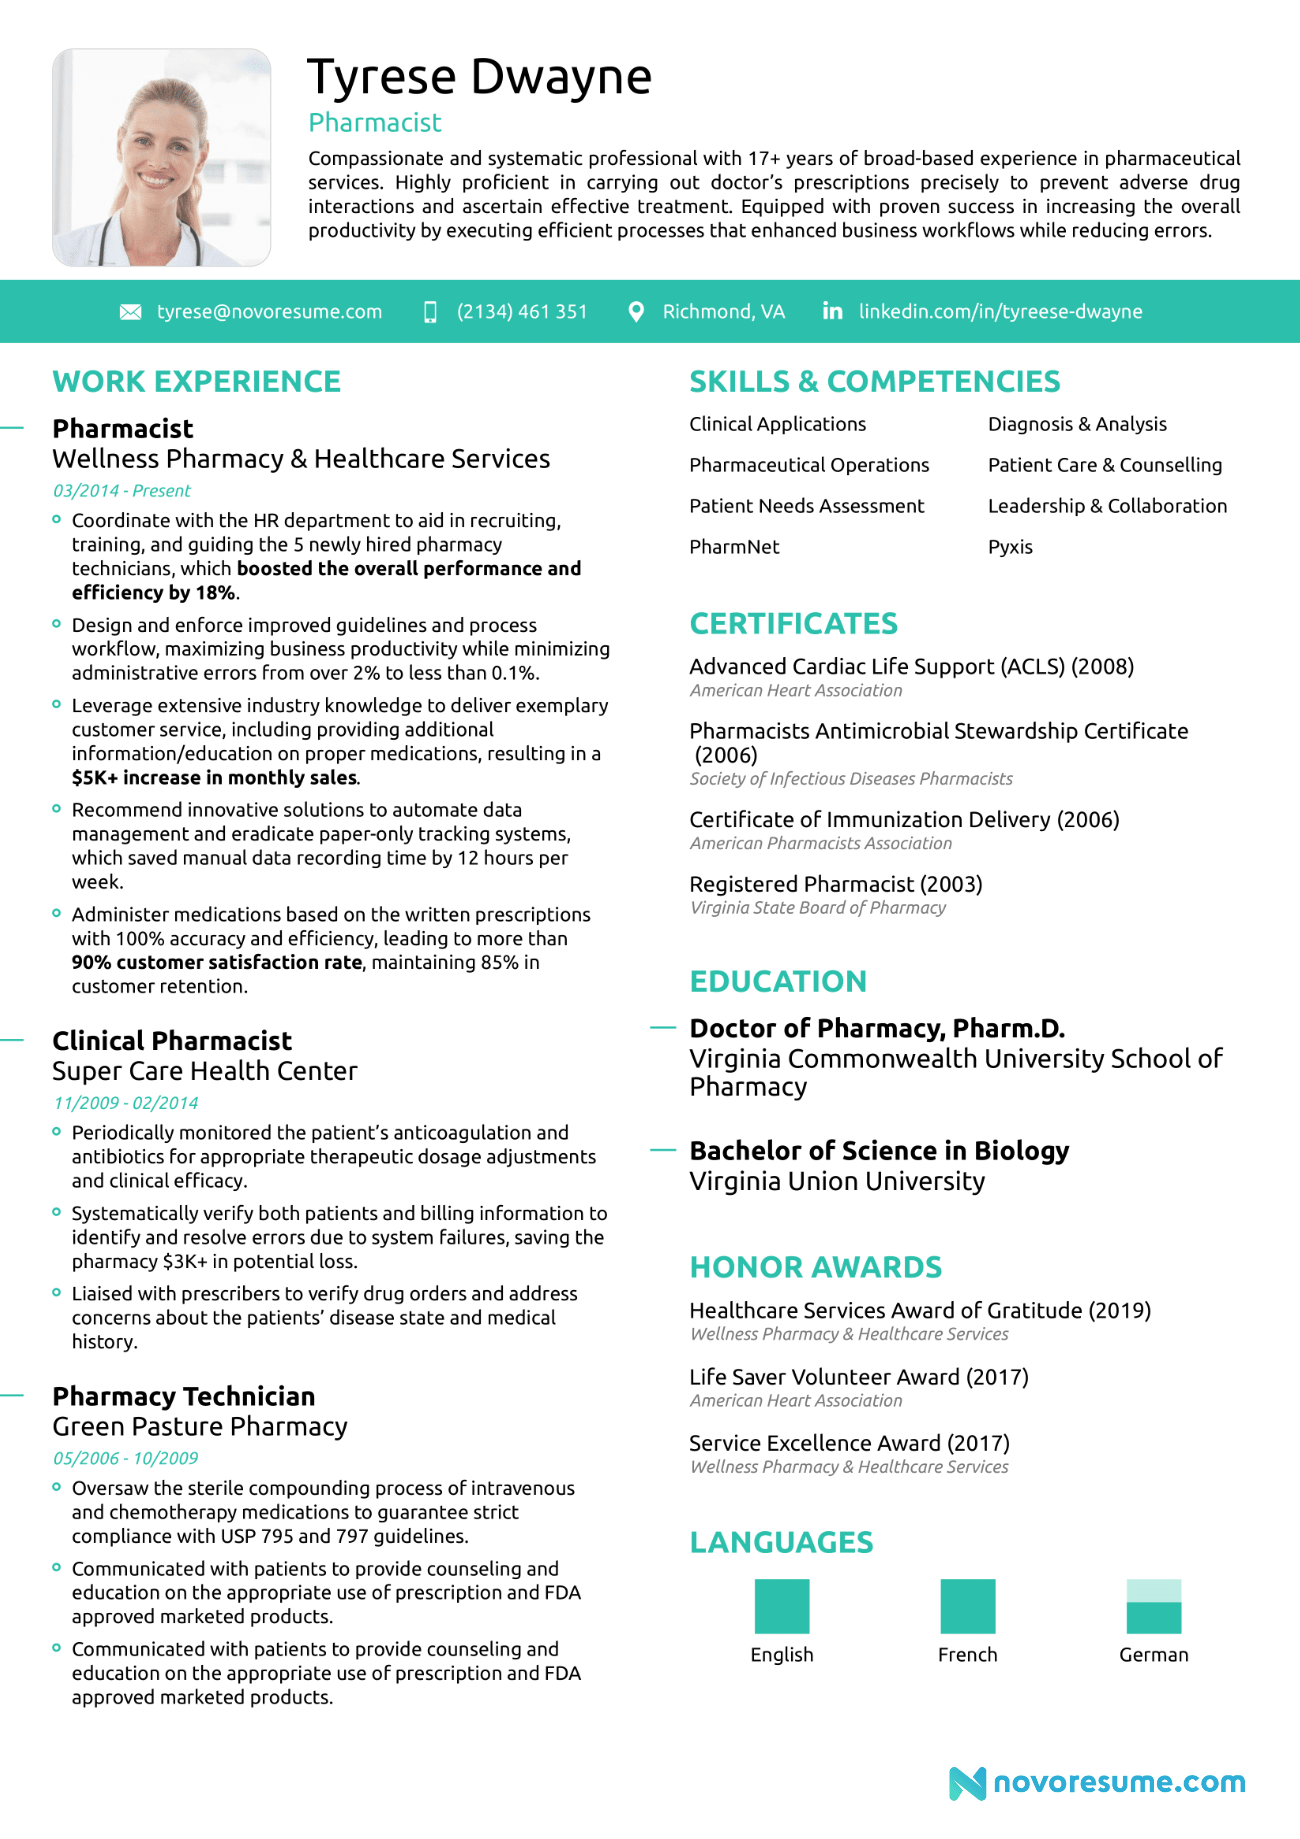 Tyrese Dwayne
Pharmacist
Compassionate and systematic professional with 17+ years of broad-based experience in pharmaceutical
services. Highly proficient in carrying out doctor’s prescriptions precisely to prevent adverse drug
interactions and ascertain effective treatment. Equipped with proven success in increasing the overall
productivity by executing efficient processes that enhanced business workflows while reducing errors.
tyrese@novoresume.com
(2134) 461 351
Richmond, VA
in linkedin.com/in/tyreese-dwayne
WORK EXPERIENCE
Pharmacist
Wellness Pharmacy & Healthcare Services
03/2014 - Present
Coordinate with the HR department to aid in recruiting,
training, and guiding the 5 newly hired pharmacy
technicians, which boosted the overall performance and
efficiency by 18%.
Design and enforce improved guidelines and process
workflow, maximizing business productivity while minimizing
administrative errors from over 2% to less than 0.1%.
Leverage extensive industry knowledge to deliver exemplary
customer service, including providing additional
information/education on proper medications, resulting in a
$5K+ increase in monthly sales.
Recommend innovative solutions to automate data
management and eradicate paper-only tracking systems,
which saved manual data recording time by 12 hours per
week.
Administer medications based on the written prescriptions
with 100% accuracy and efficiency, leading to more than
90% customer satisfaction rate, maintaining 85% in
customer retention.
Clinical Pharmacist
Super Care Health Center
11/2009 - 02/2014
Periodically monitored the patient’s anticoagulation and
antibiotics for appropriate therapeutic dosage adjustments
and clinical efficacy.
Systematically verify both patients and billing information to
identify and resolve errors due to system failures, saving the
pharmacy $3K+ in potential loss.
Liaised with prescribers to verify drug orders and address
concerns about the patients’ disease state and medical
history.
Pharmacy Technician
Green Pasture Pharmacy
05/2006 - 10/2009
Oversaw the sterile compounding process of intravenous
and chemotherapy medications to guarantee strict
compliance with USP 795 and 797 guidelines.
Communicated with patients to provide counseling and
education on the appropriate use of prescription and FDA
approved marketed products.
Communicated with patients to provide counseling and
education on the appropriate use of prescription and FDA
approved marketed products.
SKILLS & COMPETENCIES
Clinical Applications
Diagnosis & Analysis
Pharmaceutical Operations
Patient Care & Counselling
Patient Needs Assessment
Leadership & Collaboration
PharmNet
Pyxis
CERTIFICATES
Advanced Cardiac Life Support (ACLS) (2008)
American Heart Association
Pharmacists Antimicrobial Stewardship Certificate
(2006)
Society of Infectious Diseases Pharmacists
Certificate of Immunization Delivery (2006)
American Pharmacists Association
Registered Pharmacist (2003)
Virginia State Board of Pharmacy
EDUCATION
Doctor of Pharmacy, Pharm.D.
Virginia Commonwealth University School of
Pharmacy
Bachelor of Science in Biology
Virginia Union University
HONOR AWARDS
Healthcare Services Award of Gratitude (2019)
Wellness Pharmacy & Healthcare Services
Life Saver Volunteer Award (2017)
American Heart Association
Service Excellence Award (2017)
Wellness Pharmacy & Healthcare Services
LANGUAGES
English
French
German
novoresume.com